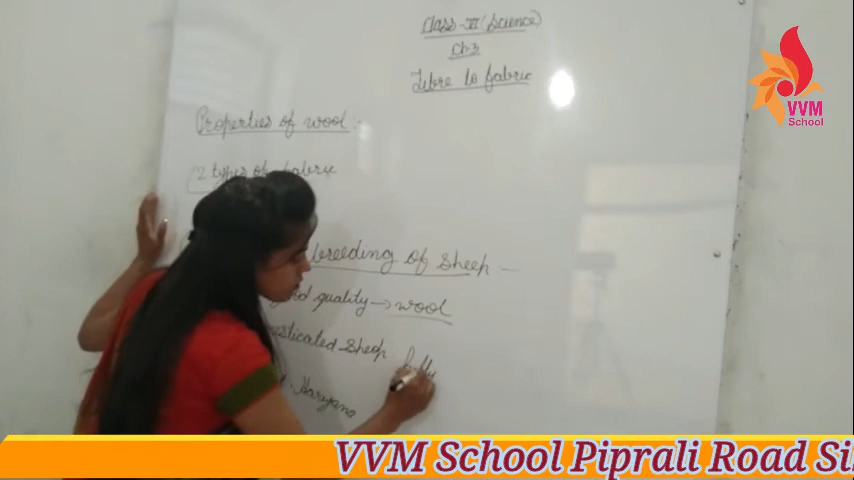 Class - VI (Science)
Ch-3
Fibre to fabric
Properties of wool -
2 types of fabric
breeding of sheep -
good quality → wool
sheep
Haryana
VVM
School
VVM School Piprali Road